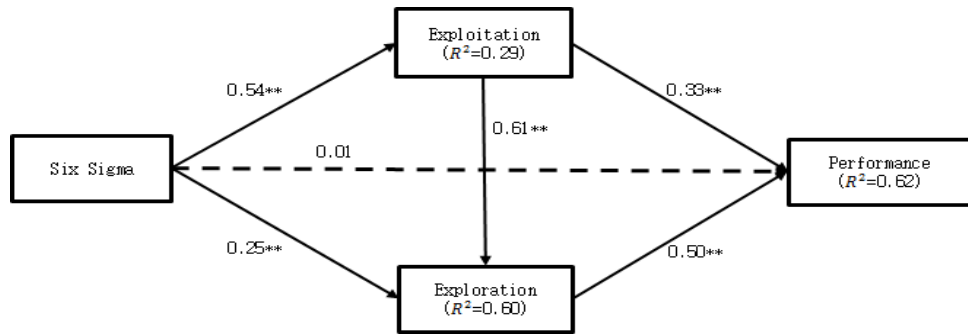 Exploitation
(R²=0.29)
0.54**
0.33**
0.61**
Six Sigma
0.01
Performance
(R²=0.62)
0.25**
0.50**
Exploration
(R²=0.60)